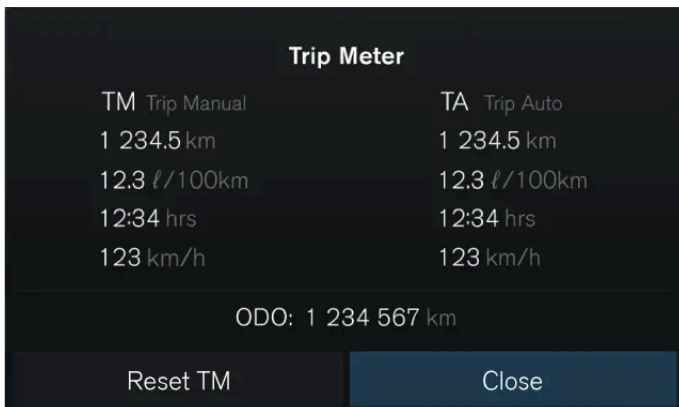 Trip Meter
TM Trip Manual
1 234.5 km
12.3 ℓ/100km
12:34 hrs
123 km/h
TA Trip Auto
1 234.5 km
12.3 ℓ/100km
12:34 hrs
123 km/h
ODO: 1 234 567 km
Reset TM
Close